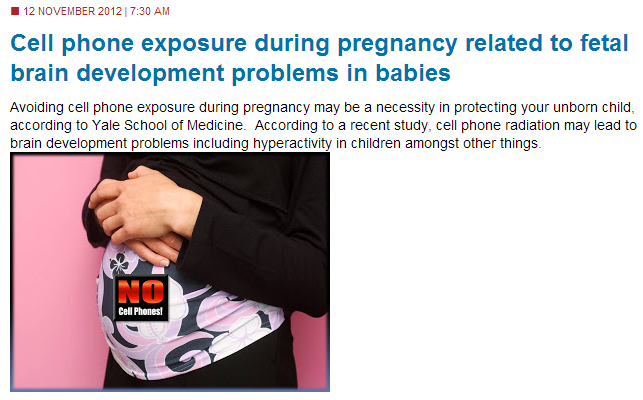 12 NOVEMBER 2012 | 7:30 AM
Cell phone exposure during pregnancy related to fetal
brain development problems in babies
Avoiding cell phone exposure during pregnancy may be a necessity in protecting your unborn child,
according to Yale School of Medicine.  According to a recent study, cell phone radiation may lead to
brain development problems including hyperactivity in children amongst other things.
NO
Cell Phones!